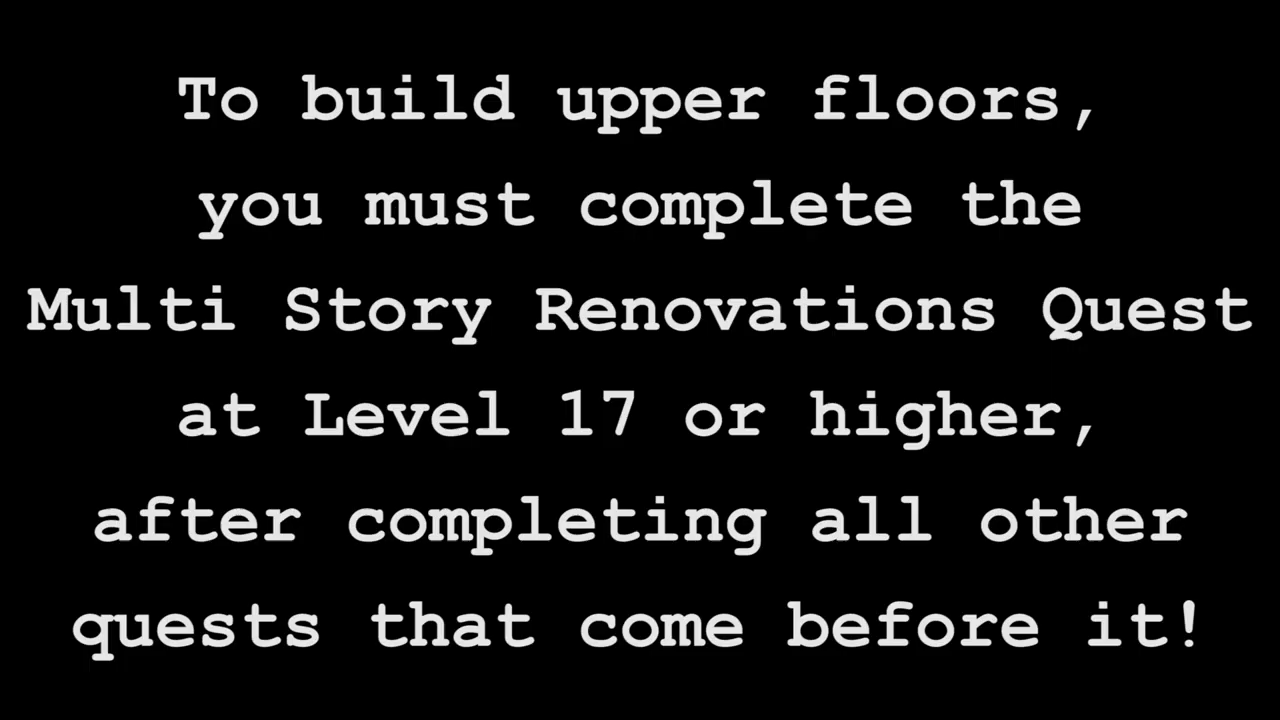 To build upper floors,
you must complete the
Multi Story Renovations Quest
at Level 17 or higher,
after completing all other
quests that come before it!